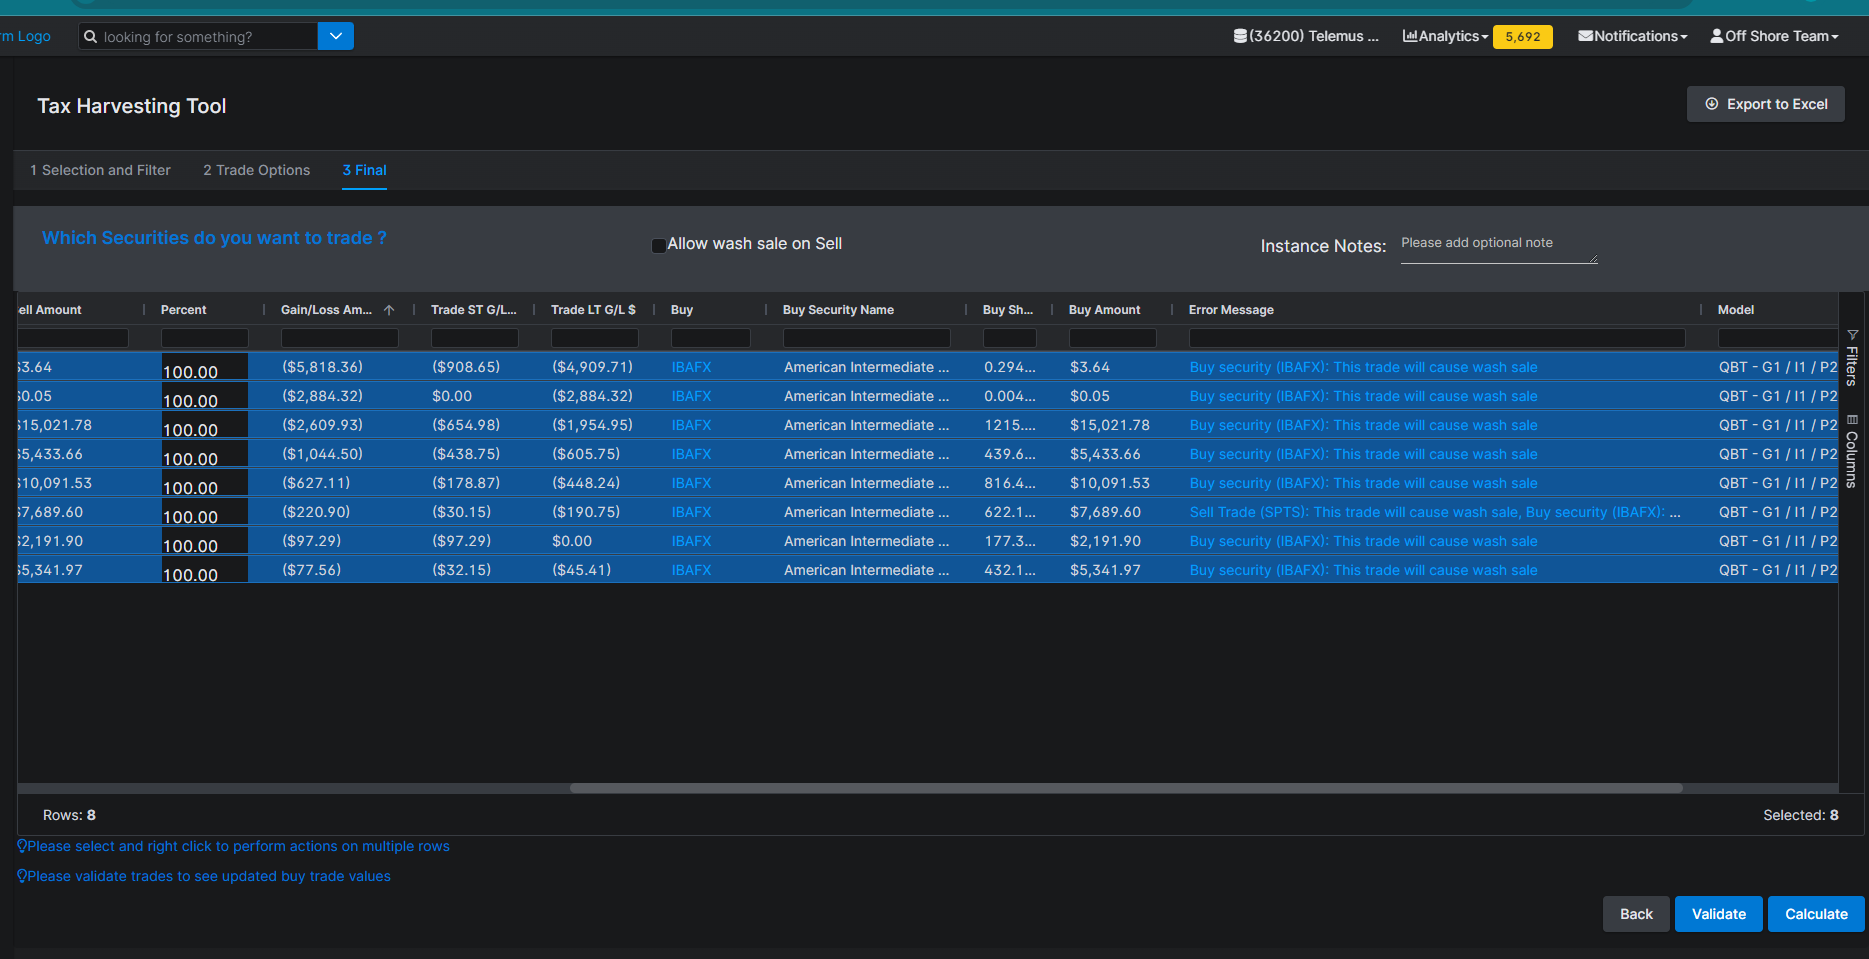 rm Logo
looking for something?
(36200) Telemus ...
Analytics
5,692
Notifications
Off Shore Team
Tax Harvesting Tool
Export to Excel
1 Selection and Filter 2 Trade Options 3 Final
Which Securities do you want to trade ?
Allow wash sale on Sell
Instance Notes: Please add optional note
ell Amount Percent Gain/Loss Am... Trade ST G/L... Trade LT G/L $ Buy Buy Security Name Buy Sh... Buy Amount Error Message Model
$3.64 100.00 ($5,818.36) ($908.65) ($4,909.71) IBAFX American Intermediate ... 0.294... $3.64 Buy security (IBAFX): This trade will cause wash sale QBT - G1 / I1 / P2
$0.05 100.00 ($2,884.32) $0.00 ($2,884.32) IBAFX American Intermediate ... 0.004... $0.05 Buy security (IBAFX): This trade will cause wash sale QBT - G1 / I1 / P2
$15,021.78 100.00 ($2,609.93) ($654.98) ($1,954.95) IBAFX American Intermediate ... 1215.... $15,021.78 Buy security (IBAFX): This trade will cause wash sale QBT - G1 / I1 / P2
$5,433.66 100.00 ($1,044.50) ($438.75) ($605.75) IBAFX American Intermediate ... 439.6... $5,433.66 Buy security (IBAFX): This trade will cause wash sale QBT - G1 / I1 / P2
$10,091.53 100.00 ($627.11) ($178.87) ($448.24) IBAFX American Intermediate ... 816.4... $10,091.53 Buy security (IBAFX): This trade will cause wash sale QBT - G1 / I1 / P2
$7,689.60 100.00 ($220.90) ($30.15) ($190.75) IBAFX American Intermediate ... 622.1... $7,689.60 Sell Trade (SPTS): This trade will cause wash sale, Buy security (IBAFX): ... QBT - G1 / I1 / P2
$2,191.90 100.00 ($97.29) ($97.29) $0.00 IBAFX American Intermediate ... 177.3... $2,191.90 Buy security (IBAFX): This trade will cause wash sale QBT - G1 / I1 / P2
$5,341.97 100.00 ($77.56) ($32.15) ($45.41) IBAFX American Intermediate ... 432.1... $5,341.97 Buy security (IBAFX): This trade will cause wash sale QBT - G1 / I1 / P2
Filters
Columns
Rows: 8
Selected: 8
Please select and right click to perform actions on multiple rows
Please validate trades to see updated buy trade values
Back Validate Calculate